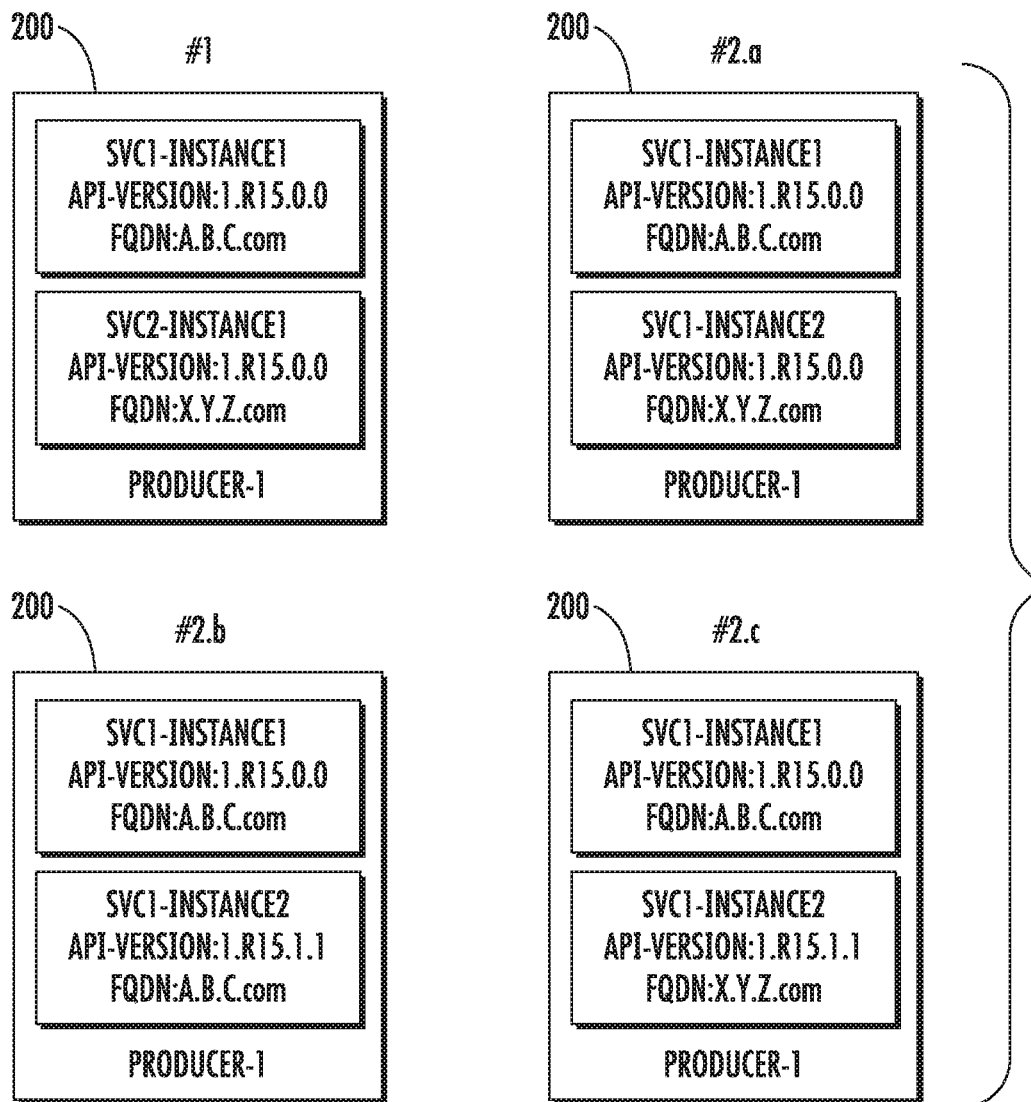 200
#1
SVC1-INSTANCE1
API-VERSION:1.R15.0.0
FQDN:A.B.C.com
SVC2-INSTANCE1
API-VERSION:1.R15.0.0
FQDN:X.Y.Z.com
PRODUCER-1
200
#2.a
SVC1-INSTANCE1
API-VERSION:1.R15.0.0
FQDN:A.B.C.com
SVC1-INSTANCE2
API-VERSION:1.R15.0.0
FQDN:X.Y.Z.com
PRODUCER-1
200
#2.b
SVC1-INSTANCE1
API-VERSION:1.R15.0.0
FQDN:A.B.C.com
SVC1-INSTANCE2
API-VERSION:1.R15.1.1
FQDN:A.B.C.com
PRODUCER-1
200
#2.c
SVC1-INSTANCE1
API-VERSION:1.R15.0.0
FQDN:A.B.C.com
SVC1-INSTANCE2
API-VERSION:1.R15.1.1
FQDN:X.Y.Z.com
PRODUCER-1